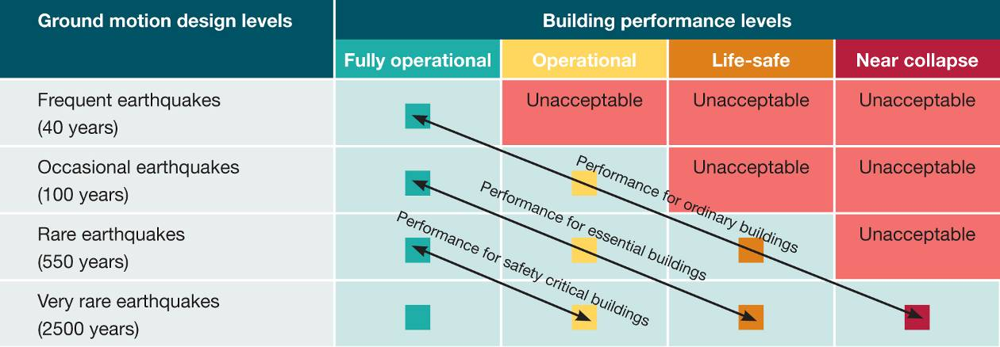 Ground motion design levels
Building performance levels
Fully operational
Operational
Life-safe
Near collapse
Frequent earthquakes
(40 years)
Unacceptable
Unacceptable
Unacceptable
Occasional earthquakes
(100 years)
Unacceptable
Unacceptable
Rare earthquakes
(550 years)
Unacceptable
Very rare earthquakes
(2500 years)
Performance for ordinary buildings
Performance for essential buildings
Performance for safety critical buildings